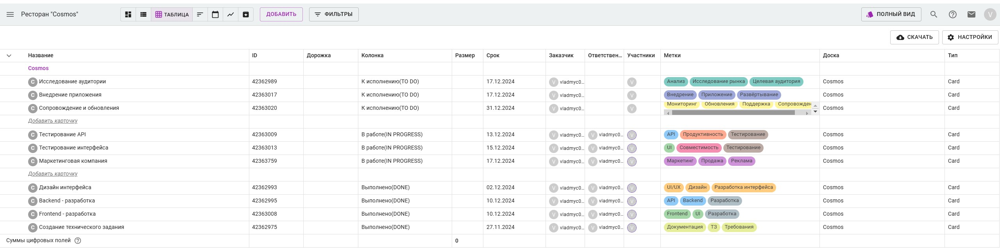 Ресторан "Cosmos" ТАБЛИЦА ДОБАВИТЬ ФИЛЬТРЫ ПОЛНЫЙ ВИД V
СКАЧАТЬ НАСТРОЙКИ
Название ID Дорожка Колонка Размер Срок Заказчик Ответствен... Участники Метки Доска Тип
Cosmos
C Исследование аудитории 42362989 К исполнению(TO DO) 17.12.2024 V vladmyc0... V Анализ Исследование рынка Целевая аудитория Cosmos Card
C Внедрение приложения 42363017 К исполнению(TO DO) 17.12.2024 V vladmyc0... V Внедрение Приложение Развёртывание Cosmos Card
C Сопровождение и обновления 42363020 К исполнению(TO DO) 31.12.2024 V vladmyc0... V Мониторинг Обновления Поддержка Сопровожден Cosmos Card
Добавить карточку
C Тестирование API 42363009 В работе(IN PROGRESS) 13.12.2024 V vladmyc0... V vladmyc0... V API Продуктивность Тестирование Cosmos Card
C Тестирование интерфейса 42363013 В работе(IN PROGRESS) 15.12.2024 V vladmyc0... V vladmyc0... V UI Совместимость Тестирование Cosmos Card
C Маркетинговая компания 42363759 В работе(IN PROGRESS) 17.12.2024 V vladmyc0... V vladmyc0... V Маркетинг Продажа Реклама Cosmos Card
Добавить карточку
C Дизайн интерфейса 42362993 Выполнено(DONE) 02.12.2024 V vladmyc0... V vladmyc0... V UI/UX Дизайн Разработка интерфейса Cosmos Card
C Backend - разработка 42362995 Выполнено(DONE) 10.12.2024 V vladmyc0... V vladmyc0... V API Backend Разработка Cosmos Card
C Frontend - разработка 42363008 Выполнено(DONE) 10.12.2024 V vladmyc0... V vladmyc0... V Frontend UI Разработка Cosmos Card
C Создание технического задания 42362975 Выполнено(DONE) 27.11.2024 V vladmyc0... V vladmyc0... V Документация ТЗ Требования Cosmos Card
Суммы цифровых полей ? 0